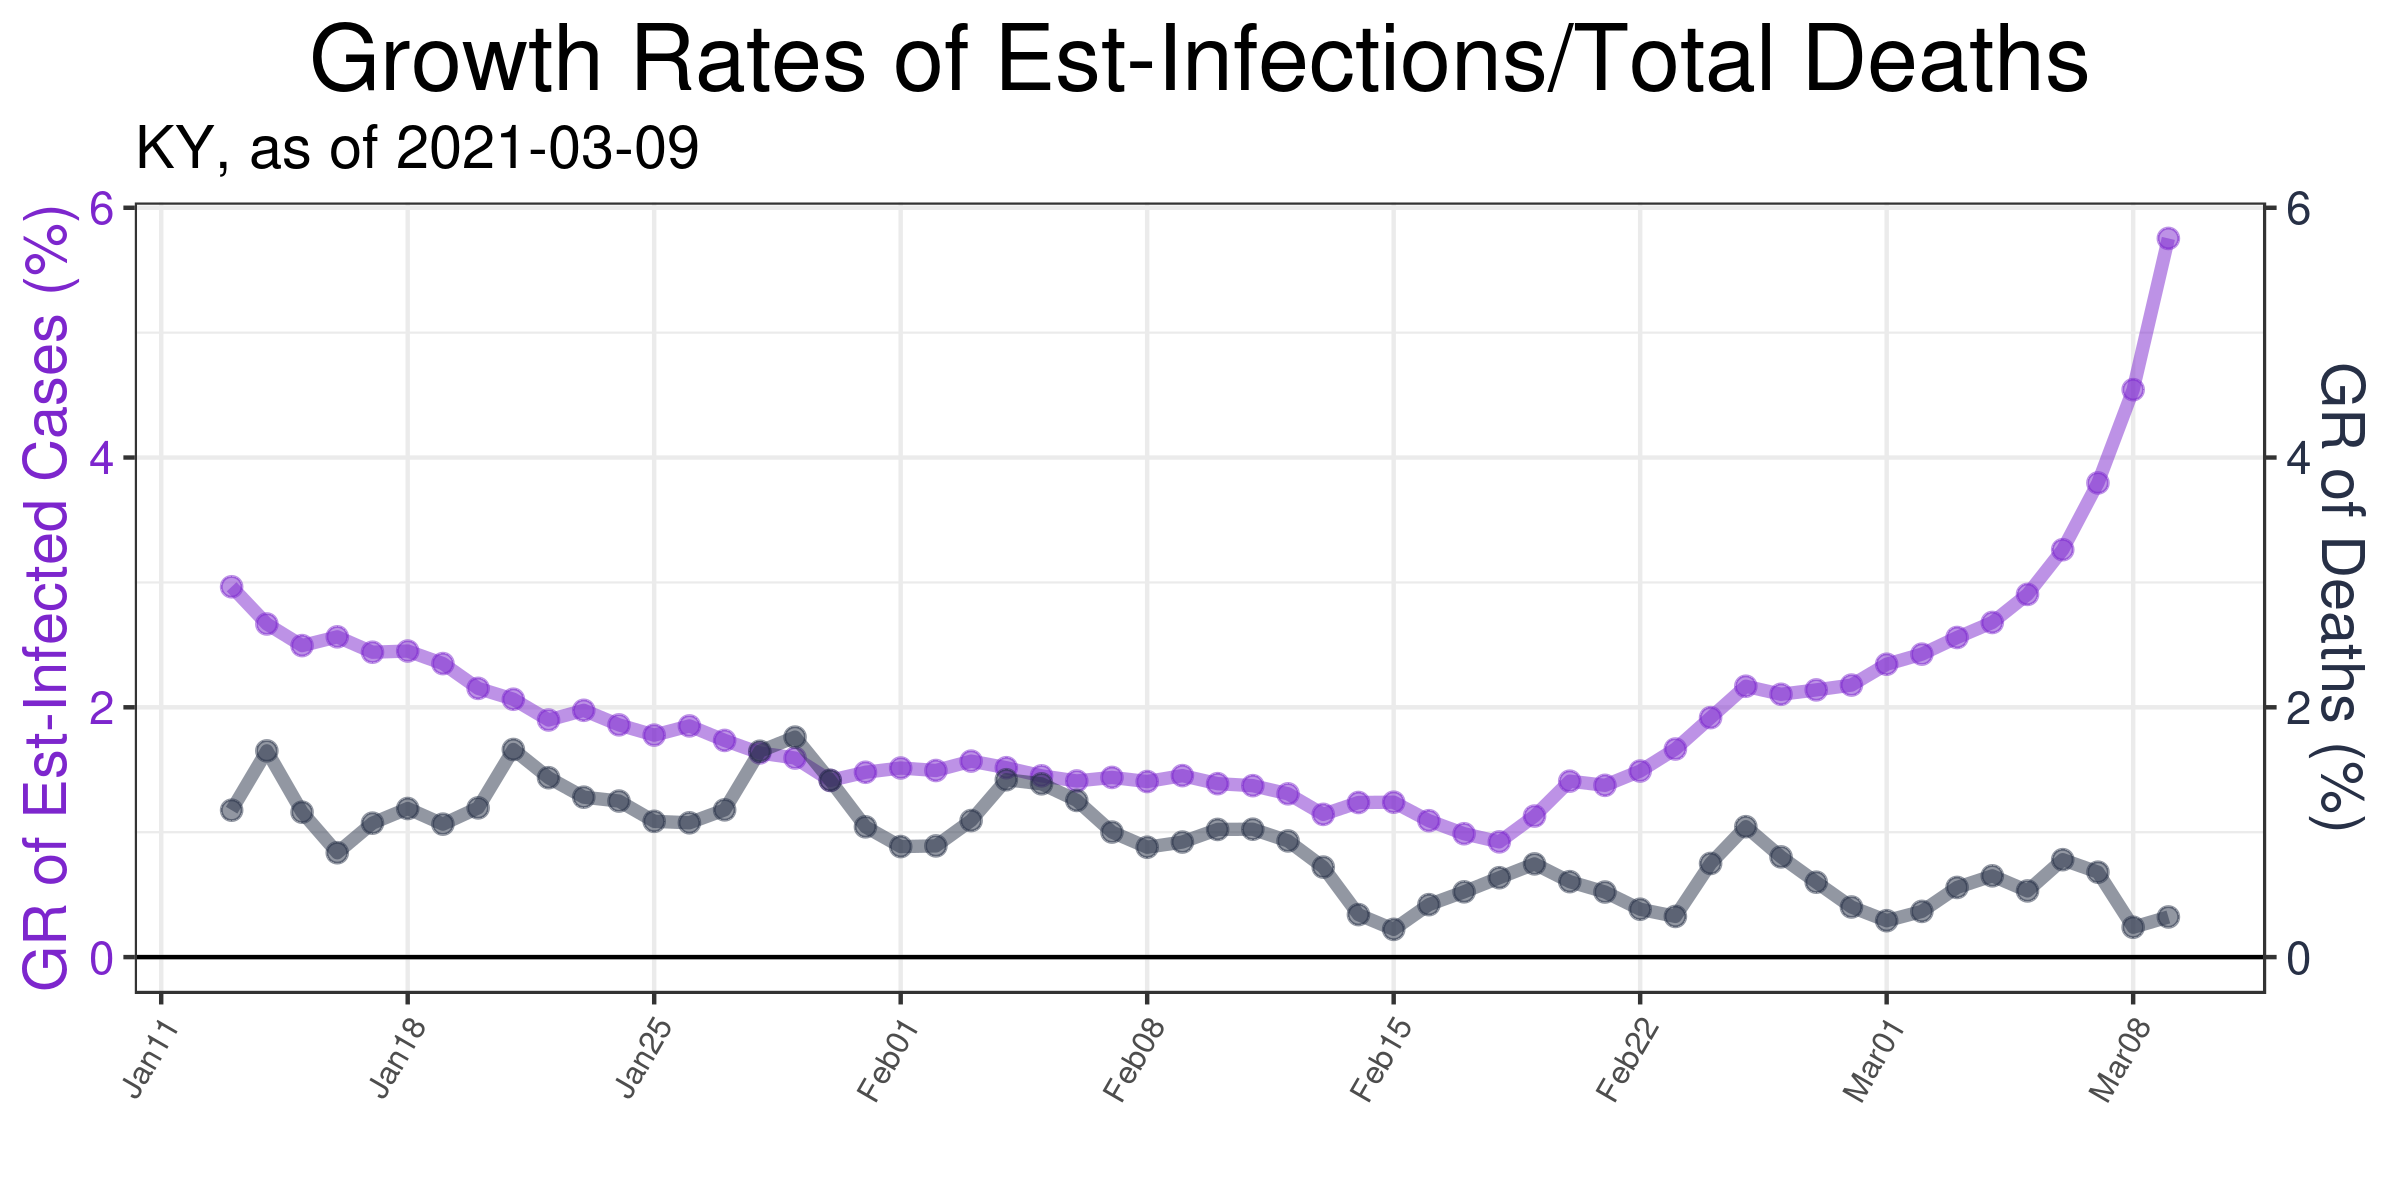 Growth Rates of Est-Infections/Total Deaths
KY, as of 2021-03-09
GR of Est-Infected Cases (%)
6
4
2
0
6
4
2
0
GR of Deaths (%)
Jan11
Jan18
Jan25
Feb01
Feb08
Feb15
Feb22
Mar01
Mar08